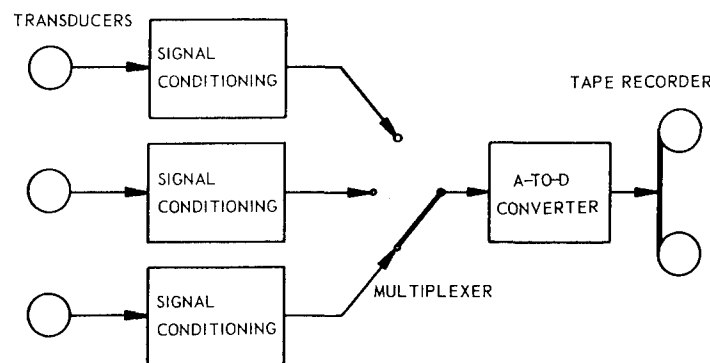 TRANSDUCERS
SIGNAL
CONDITIONING
TAPE RECORDER
SIGNAL
CONDITIONING
A-TO-D
CONVERTER
MULTIPLEXER
SIGNAL
CONDITIONING